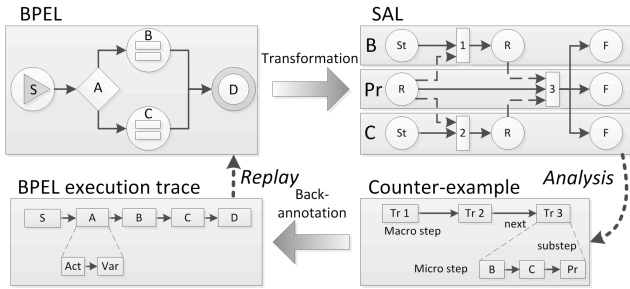 BPEL
SAL
B
S
A
C
D
Transformation
B St 1 R F
Pr R 3 F
C St 2 R F
Replay
Analysis
BPEL execution trace
Back-
annotation
Counter-example
S A B C D
Act Var
Tr 1 Tr 2 Tr 3
Macro step
next
substep
Micro step
B C Pr